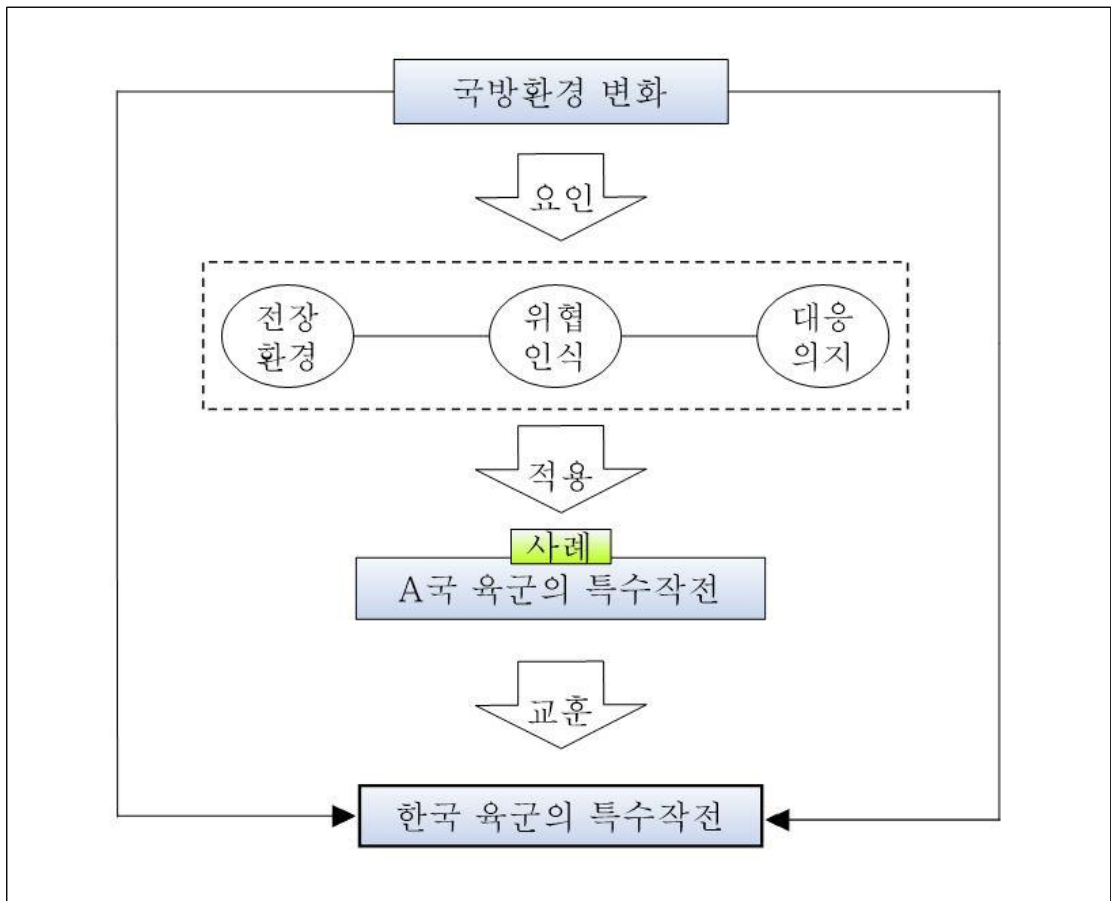 국방환경 변화
요인
전장
환경
위협
인식
대응
의지
적용
사례
A국 육군의 특수작전
교훈
한국 육군의 특수작전